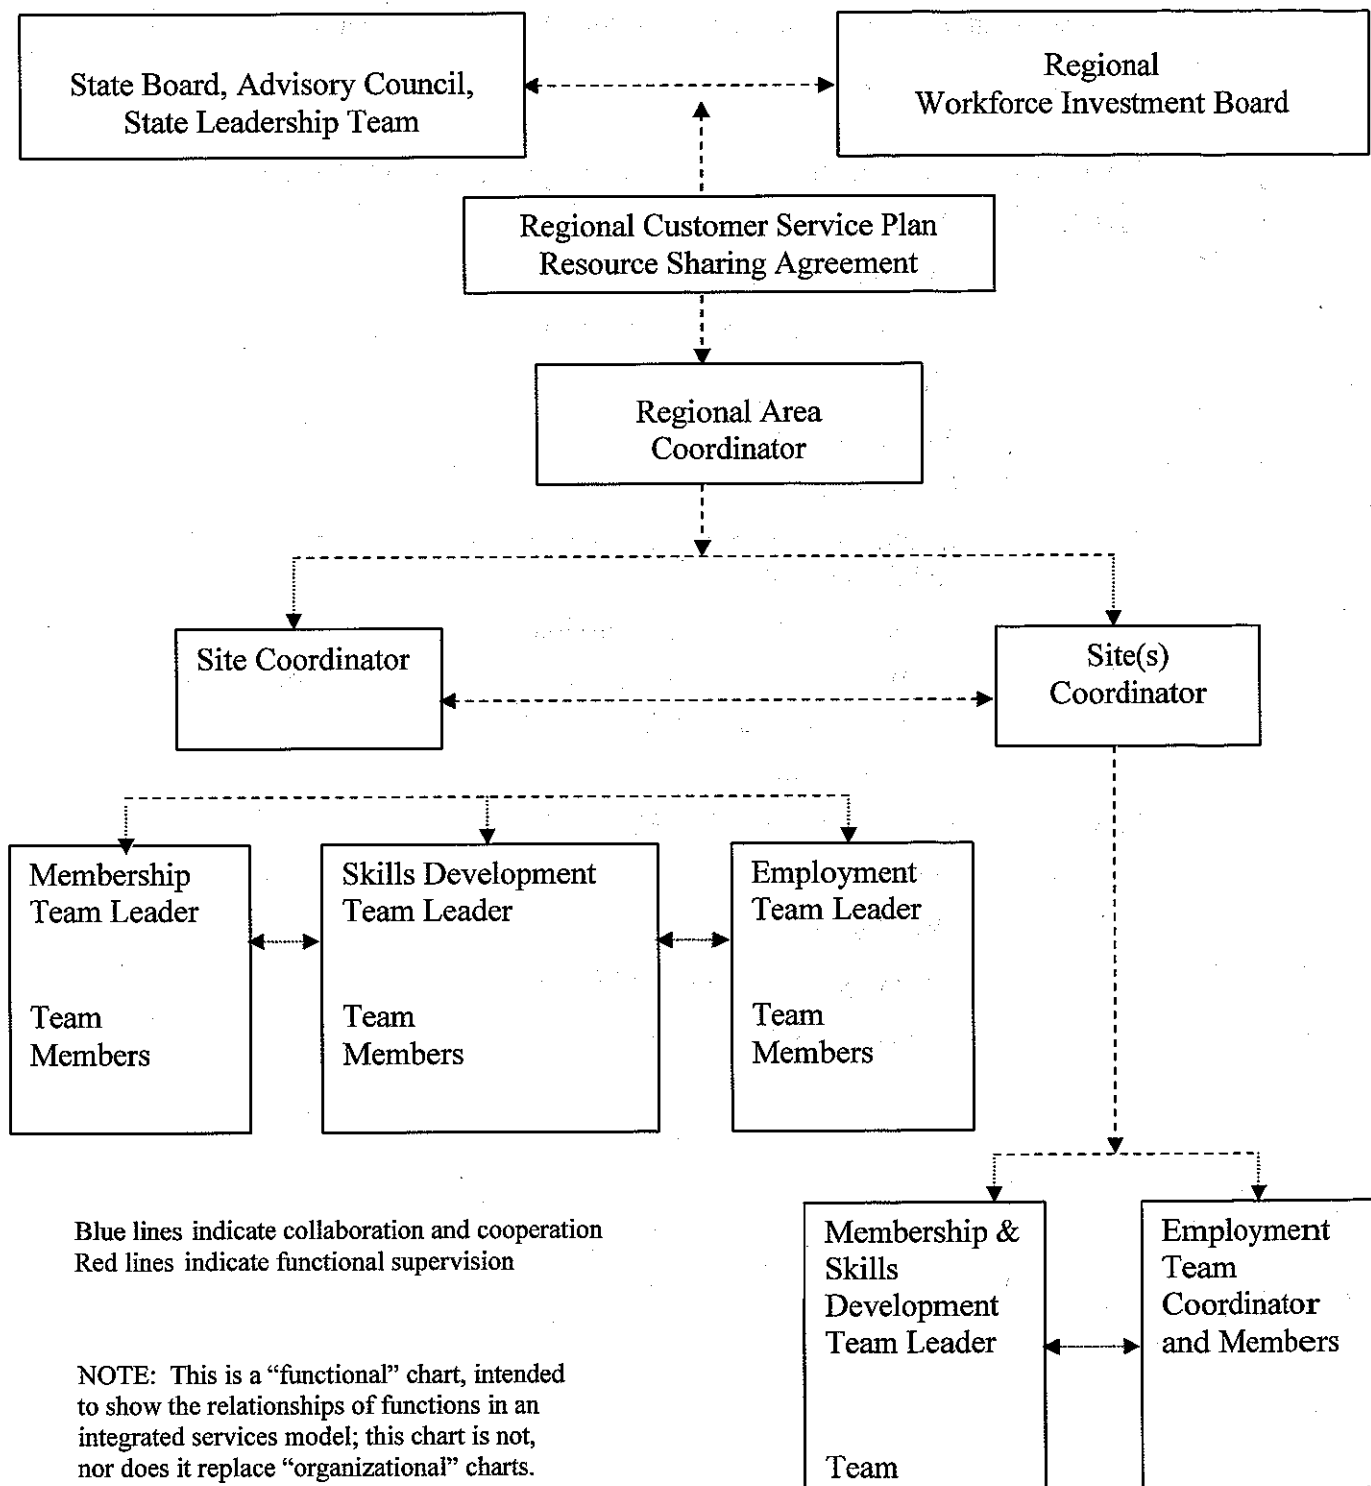 State Board, Advisory Council,
State Leadership Team
Regional
Workforce Investment Board
Regional Customer Service Plan
Resource Sharing Agreement
Regional Area
Coordinator
Site Coordinator
Site(s)
Coordinator
Membership
Team Leader
Team
Members
Skills Development
Team Leader
Team
Members
Employment
Team Leader
Team
Members
Blue lines indicate collaboration and cooperation
Red lines indicate functional supervision
NOTE: This is a “functional” chart, intended
to show the relationships of functions in an
integrated services model; this chart is not,
nor does it replace “organizational” charts.
Membership &
Skills
Development
Team Leader
Team
Employment
Team
Coordinator
and Members